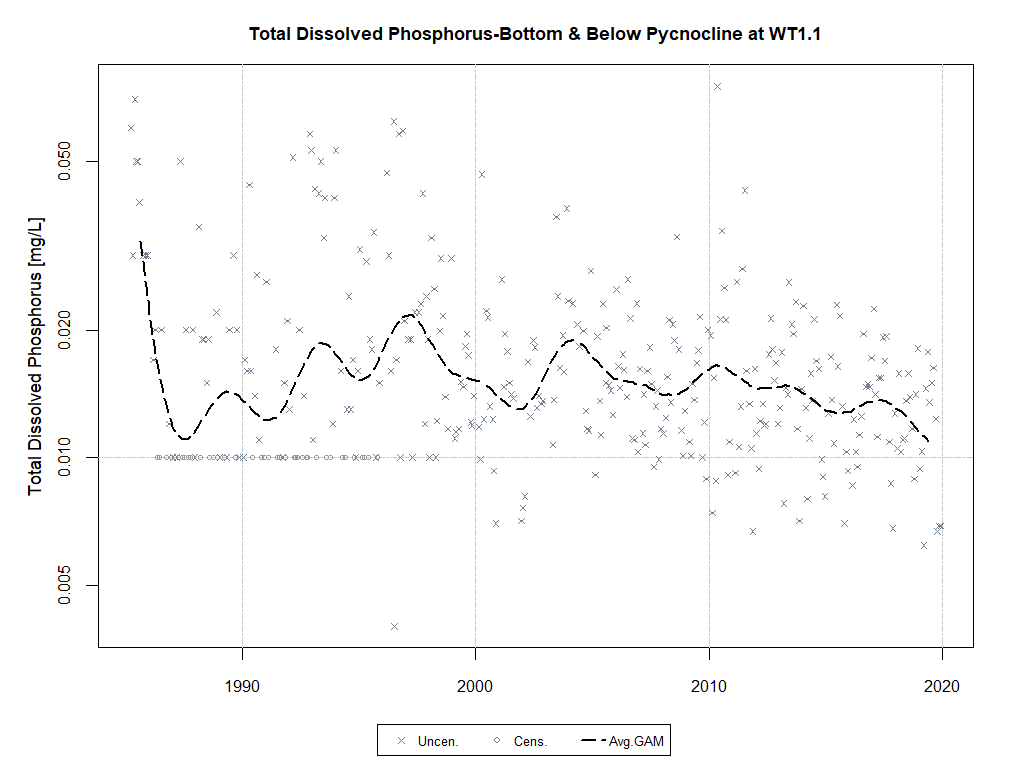 Total Dissolved Phosphorus-Bottom & Below Pycnocline at WT1.1
Total Dissolved Phosphorus [mg/L]
0.050
0.020
0.010
0.005
1990 2000 2010 2020
Uncen. Cens. Avg.GAM